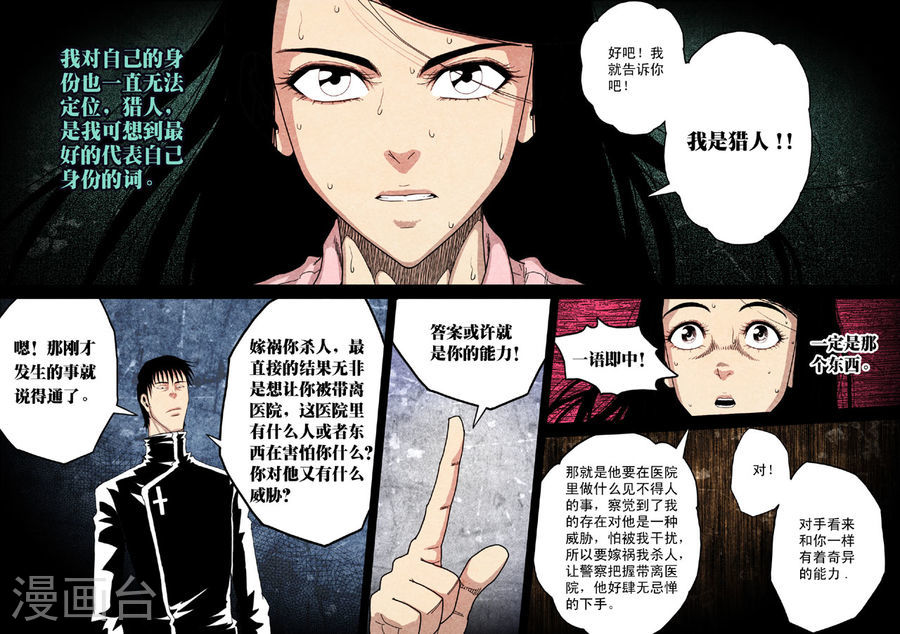 我对自己的身
份也一直无法
定位，猎人，
是我可想到最
好的代表自己
身份的词。
好吧！我
就告诉你
吧！
我是猎人！！
嗯！那刚才
发生的事就
说得通了。
嫁祸你杀人，最
直接的结果无非
是想让你被带离
医院，这医院里
有什么人或者东
西在害怕你什么？
你对他又有什么
威胁？
答案或许就
是你的能力！
一语即中！
一定是那
个东西。
那就是他要在医院
里做什么见不得人
的事，察觉到了我
的存在对他是一种
威胁，怕被我干扰，
所以要嫁祸我杀人，
让警察把握带离医
院，他好肆无忌惮
的下手。
对！
对手看来
和你一样
有着奇异
的能力．
漫画台